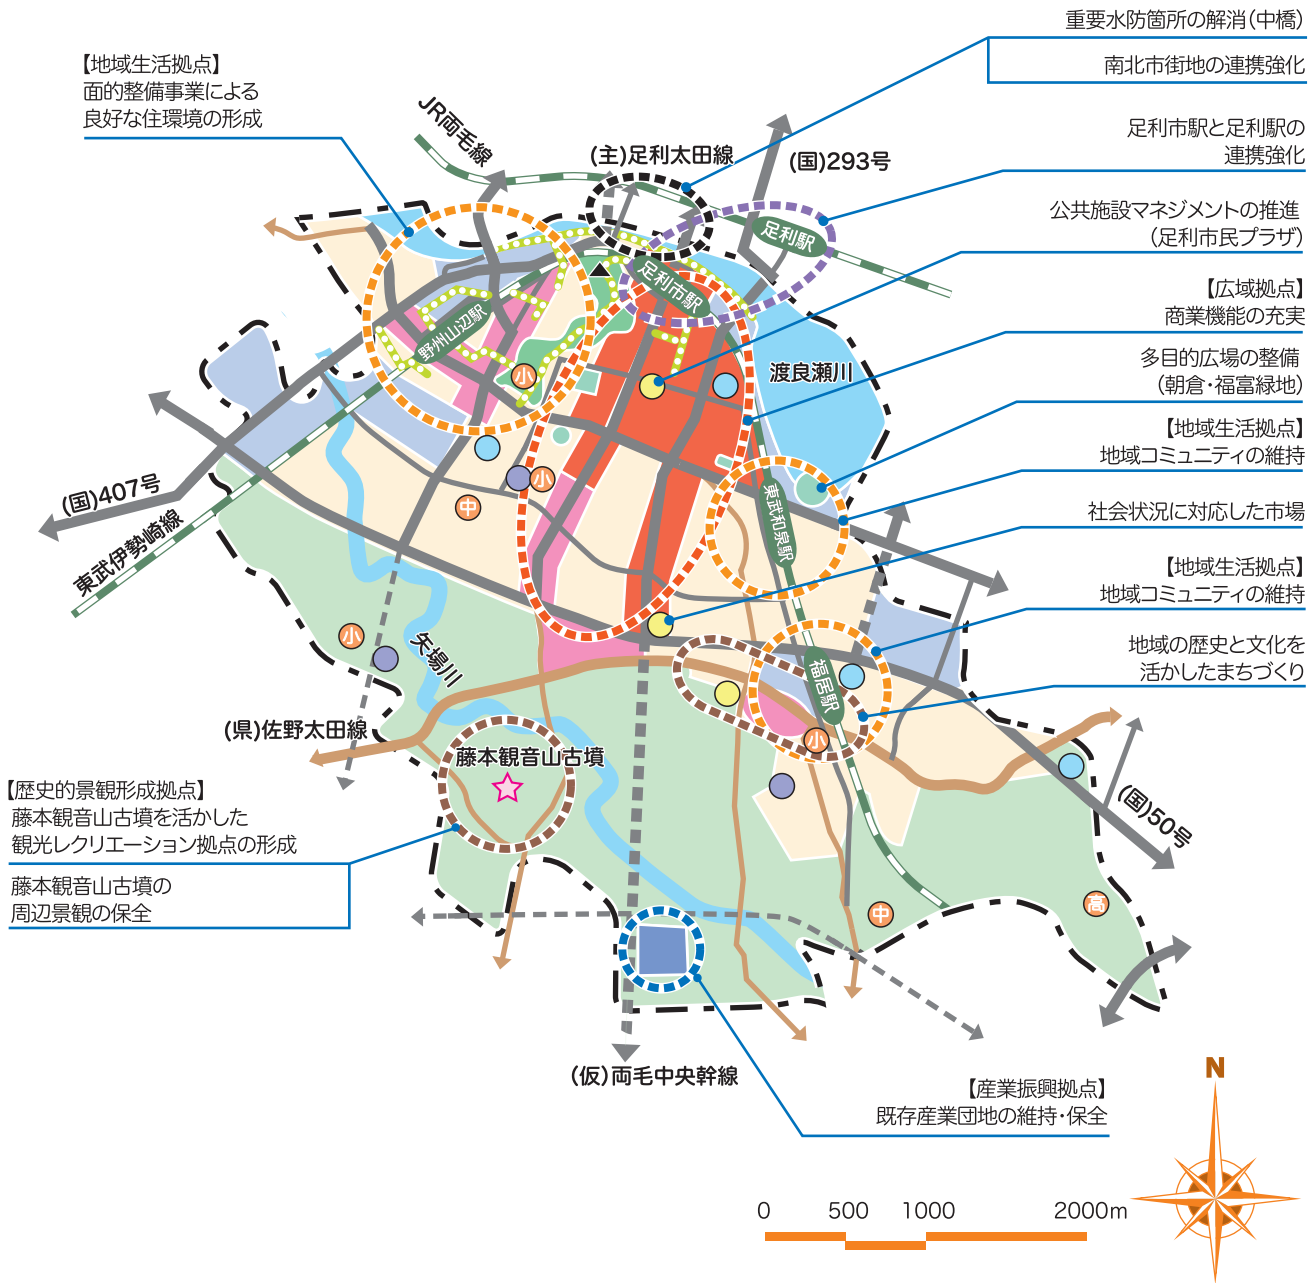 重要水防箇所の解消(中橋)
南北市街地の連携強化
【地域生活拠点】
面的整備事業による
良好な住環境の形成
足利市駅と足利駅の
連携強化
公共施設マネジメントの推進
(足利市民プラザ)
【広域拠点】
商業機能の充実
多目的広場の整備
(朝倉・福富緑地)
【地域生活拠点】
地域コミュニティの維持
社会状況に対応した市場
【地域生活拠点】
地域コミュニティの維持
地域の歴史と文化を
活かしたまちづくり
JR両毛線
(主)足利太田線
(国)293号
足利駅
足利市駅
野州山辺駅
小
渡良瀬川
小
中
(国)407号
東武伊勢崎線
東武和泉駅
小
矢場川
福居駅
小
(県)佐野太田線
藤本観音山古墳
(国)50号
【歴史的景観形成拠点】
藤本観音山古墳を活かした
観光レクリエーション拠点の形成
藤本観音山古墳の
周辺景観の保全
中
高
(仮)両毛中央幹線
【産業振興拠点】
既存産業団地の維持・保全
N
0 500 1000 2000m